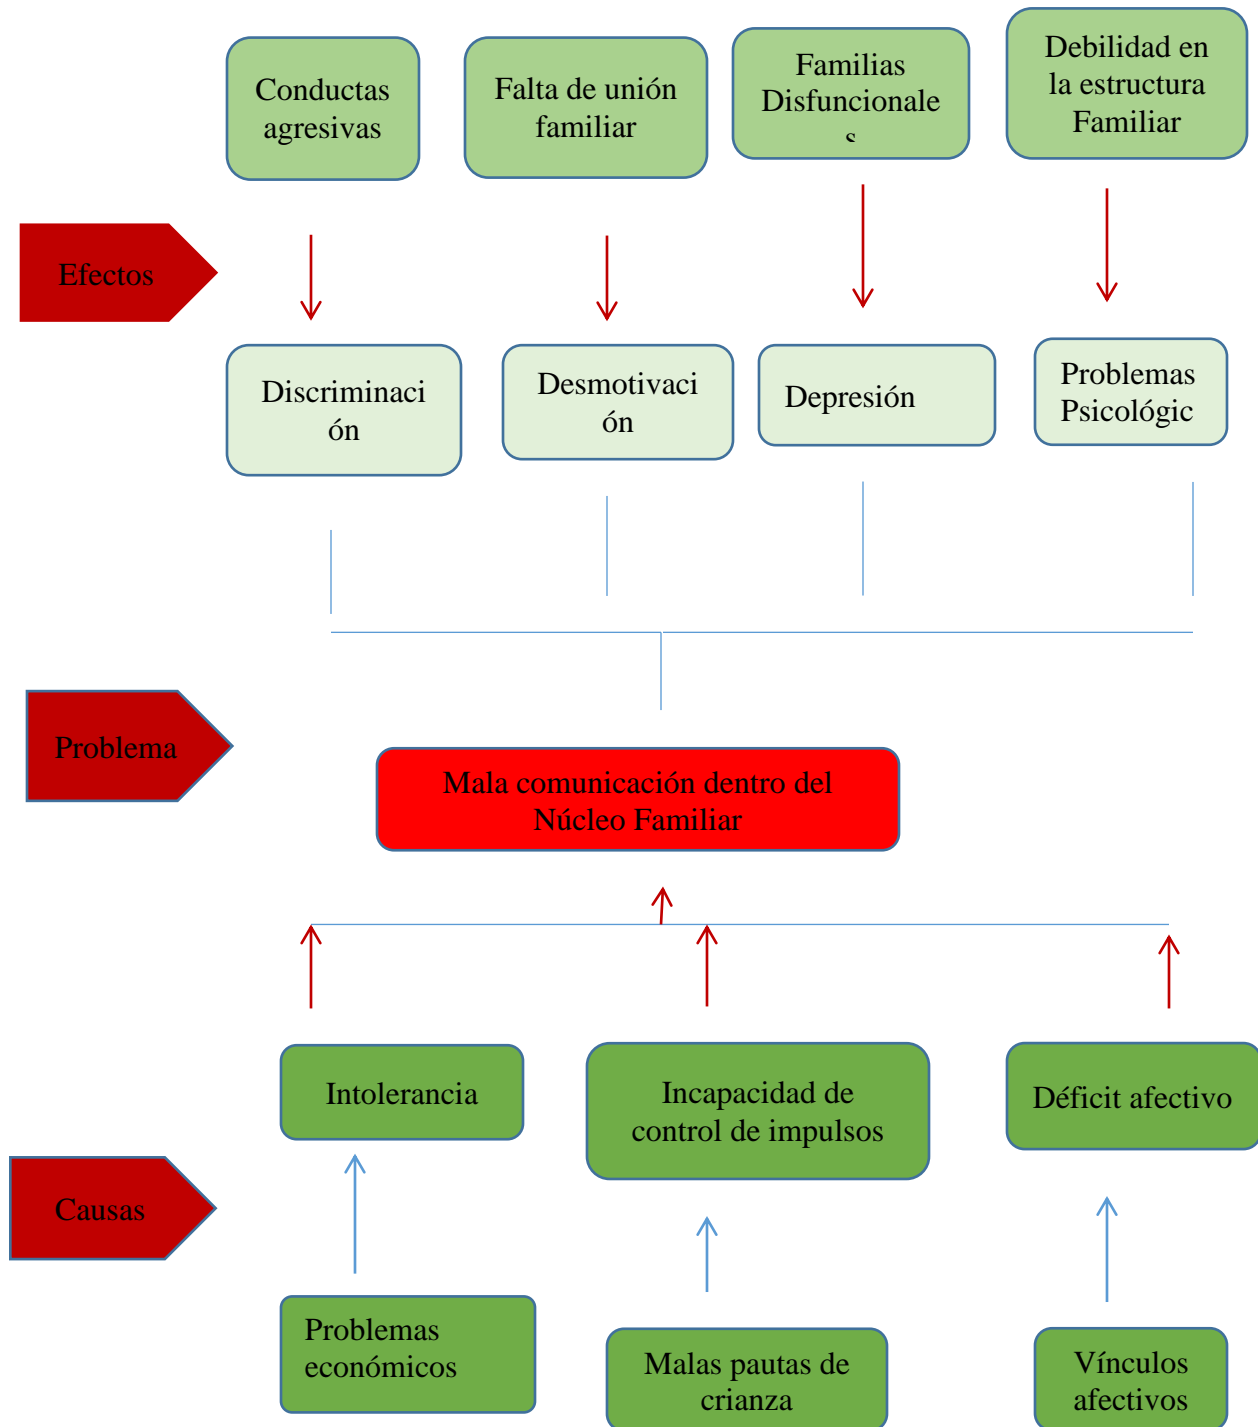 Conductas
agresivas
Falta de unión
familiar
Familias
Disfuncionale
s
Debilidad en
la estructura
Familiar
Efectos
Discriminaci
ón
Desmotivaci
ón
Depresión
Problemas
Psicológic
Problema
Mala comunicación dentro del
Núcleo Familiar
Intolerancia
Incapacidad de
control de impulsos
Déficit afectivo
Causas
Problemas
económicos
Malas pautas de
crianza
Vínculos
afectivos